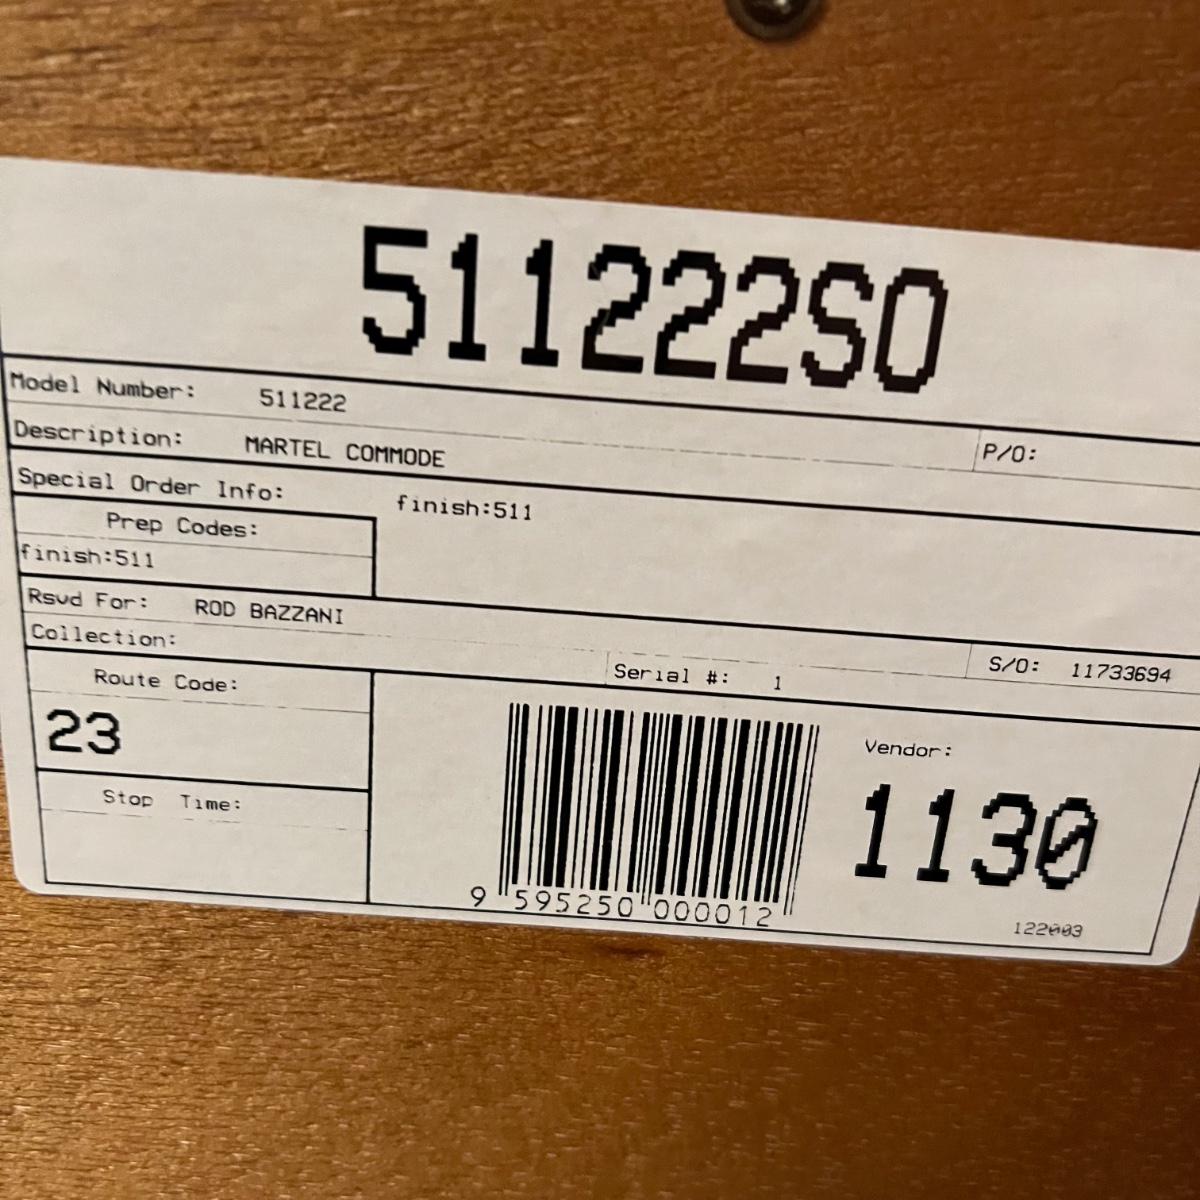 511222SO
Model Number: 511222
P/O:
Description: MARTEL COMMODE
Special Order Info: finish:511
Prep Codes:
finish:511
Rsvd For: ROD BAZZANI
S/O: 11733694
Collection:
Serial #: 1
Route Code:
23
Vendor:
1130
Stop Time:
9 595250 000012
122003